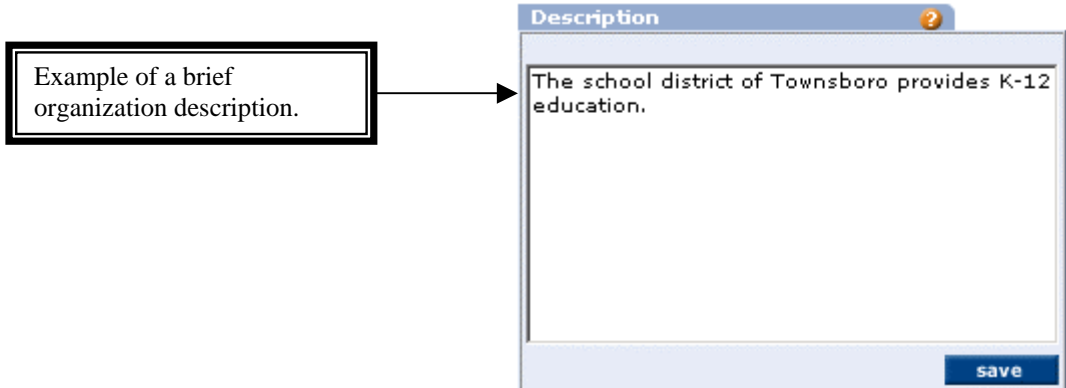 Description
Example of a brief
organization description.
The school district of Townsboro provides K-12
education.
save